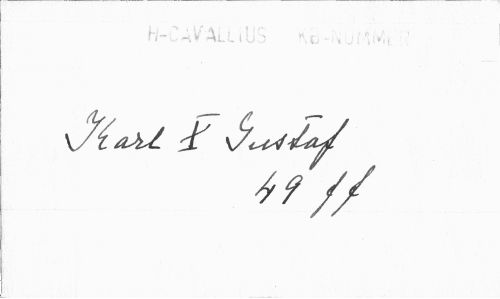 H-CAVALLIUS KB-NUMMER
Karl X Gustaf
49 ff